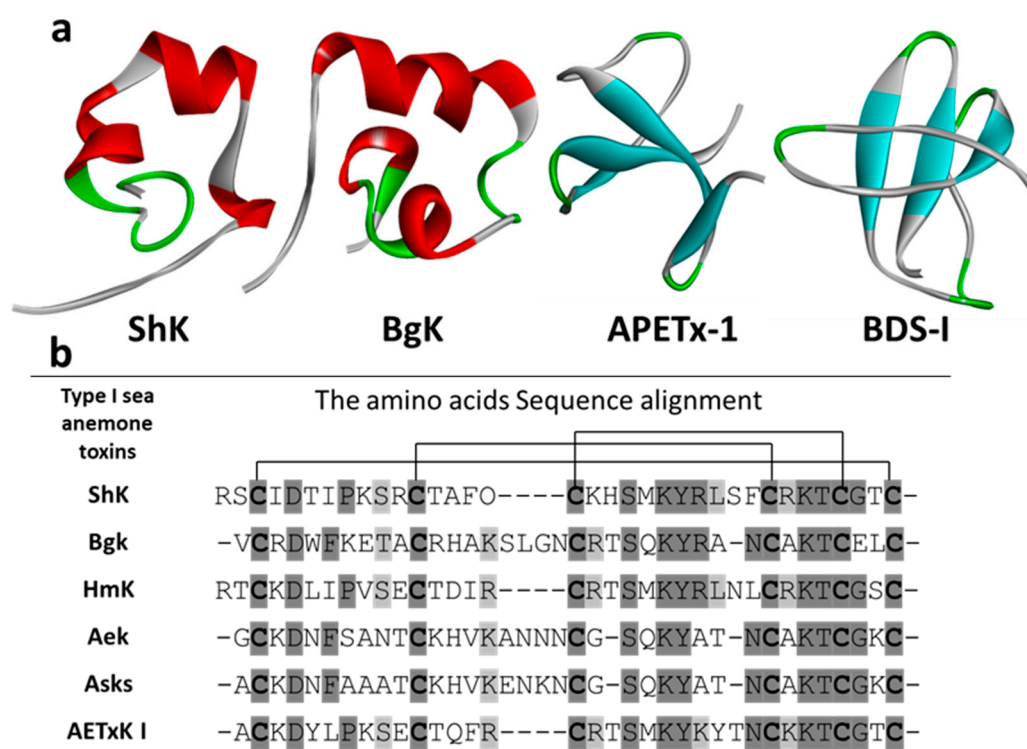 a
ShK BgK APETx-1 BDS-I
b
Type I sea
anemone
toxins
The amino acids Sequence alignment
ShK RSCIDTIPKSRCTAFO----CKHSMKYRLSFCRKTCGTC-
Bgk -VCRDWFKETACRHAKSLGNCRTSQKYRA-NCAKTCELC-
HmK RTCKDLIPVSECTDIR----CRTSMKYRLNLCRKTCGSC-
Aek -GCKDNFSANTCKHVKANNNCG-SQKYAT-NCAKTCGKC-
Asks -ACKDNFAAATCKHVKENKNCG-SQKYAT-NCAKTCGKC-
AETxK I -ACKDYLPKSECTQFR----CRTSMKYKYTNCKKTCGTC-